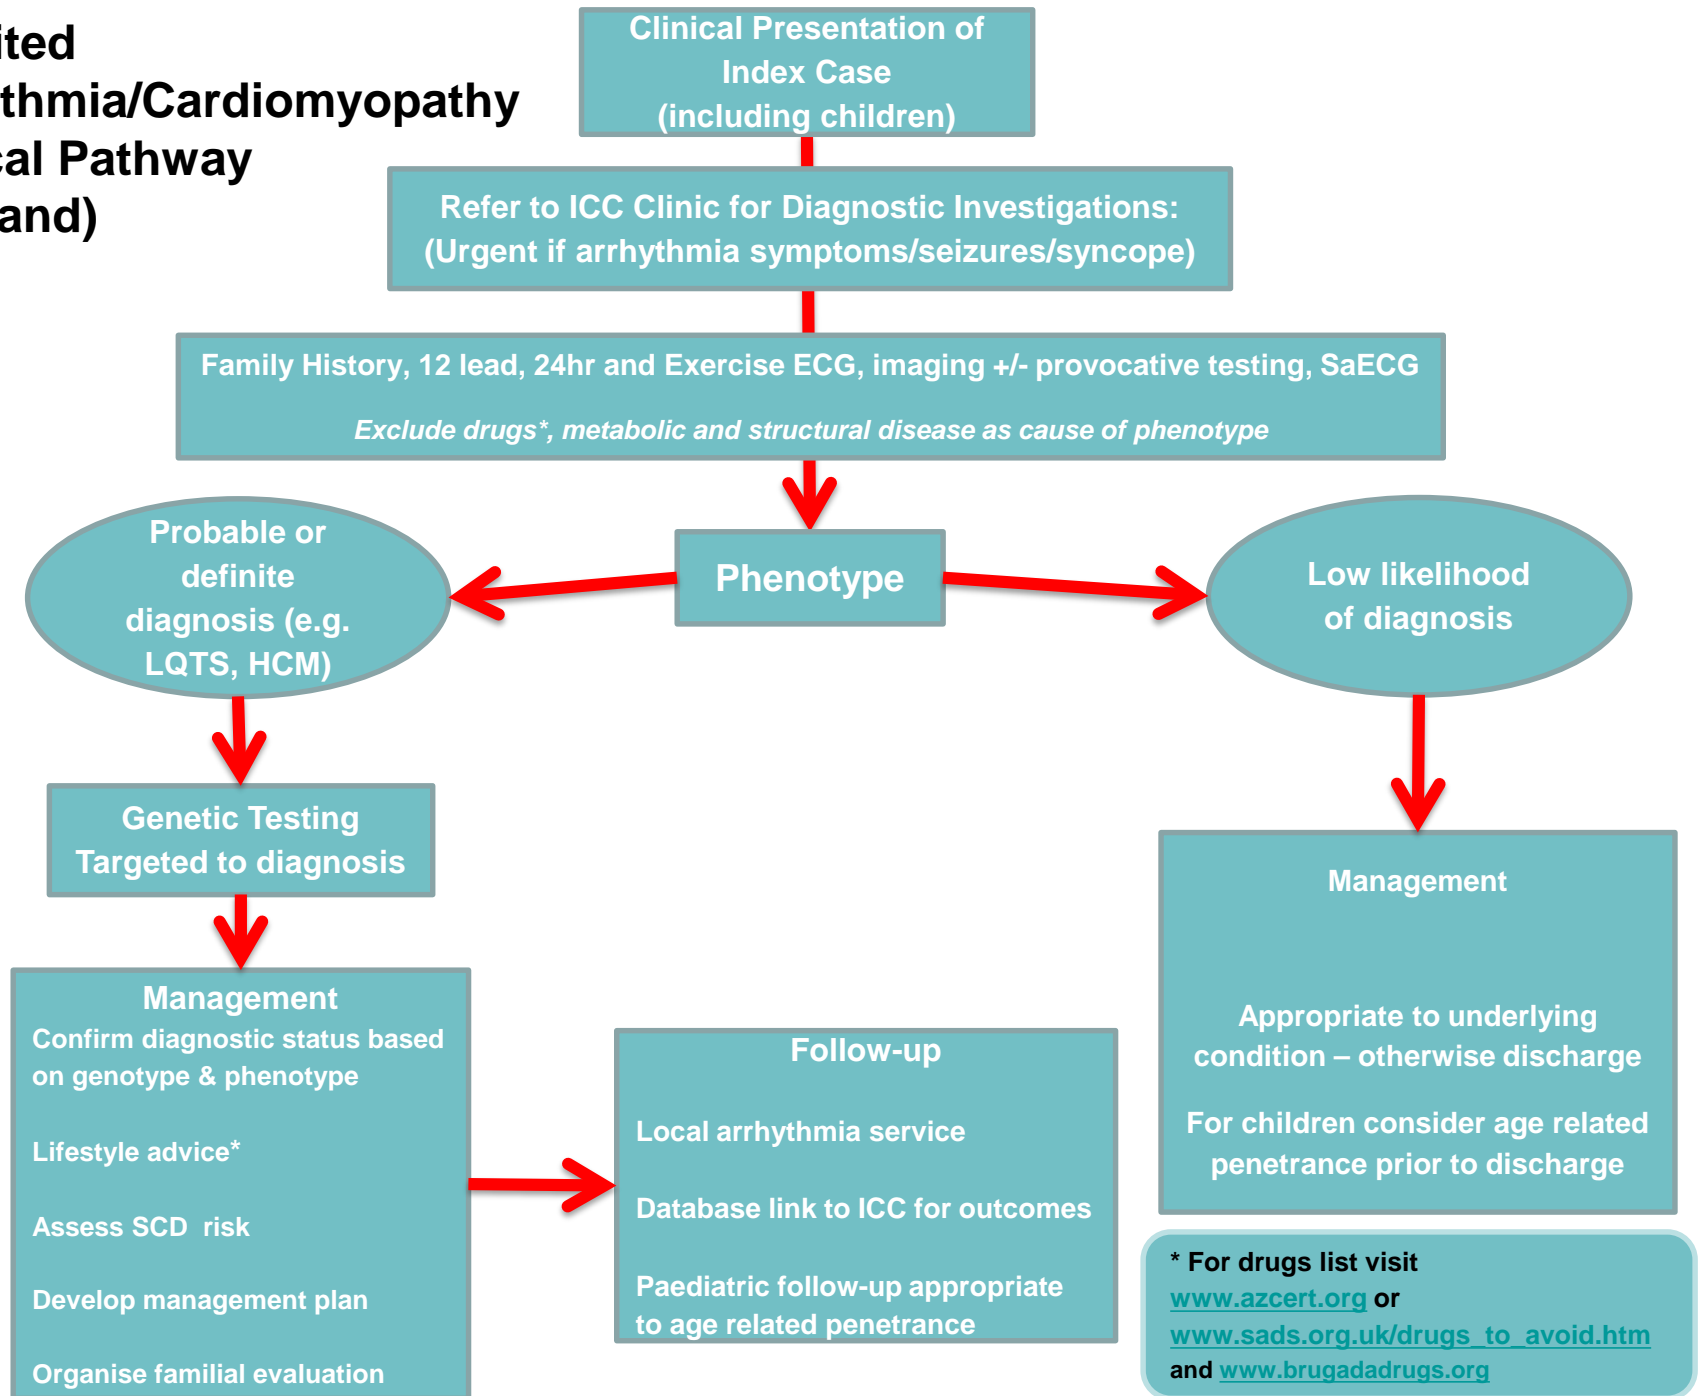 ited
thmia/Cardiomyopathy
cal Pathway
and)
Clinical Presentation of
Index Case
(including children)
Refer to ICC Clinic for Diagnostic Investigations:
(Urgent if arrhythmia symptoms/seizures/syncope)
Family History, 12 lead, 24hr and Exercise ECG, imaging +/- provocative testing, SaECG
Exclude drugs*, metabolic and structural disease as cause of phenotype
Probable or
definite
diagnosis (e.g.
LQTS, HCM)
Phenotype
Low likelihood
of diagnosis
Genetic Testing
Targeted to diagnosis
Management
Confirm diagnostic status based
on genotype & phenotype
Lifestyle advice*
Assess SCD risk
Develop management plan
Organise familial evaluation
Follow-up
Local arrhythmia service
Database link to ICC for outcomes
Paediatric follow-up appropriate
to age related penetrance
Management
Appropriate to underlying
condition – otherwise discharge
For children consider age related
penetrance prior to discharge
* For drugs list visit
www.azcert.org or
www.sads.org.uk/drugs_to_avoid.htm
and www.brugadadrugs.org